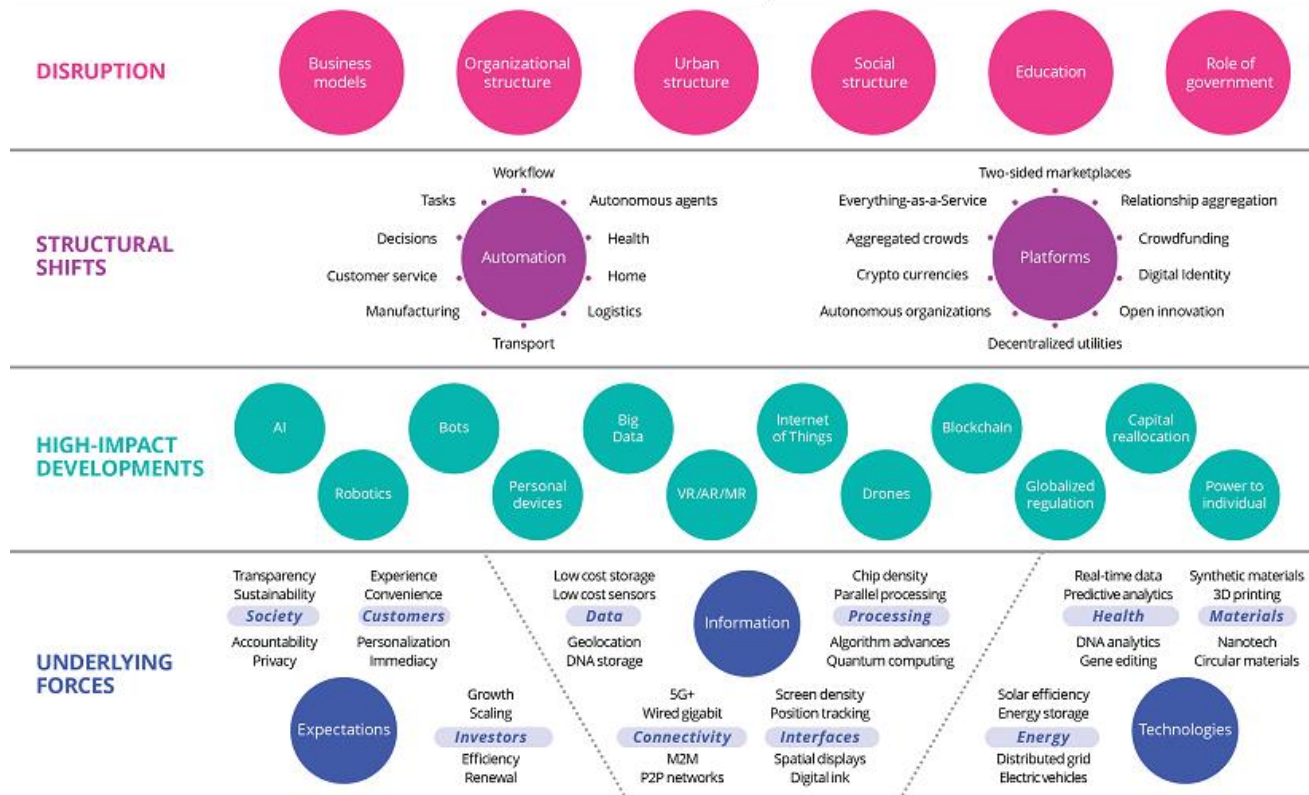 DISRUPTION
Business
models
Organizational
structure
Urban
structure
Social
structure
Education
Role of
government
STRUCTURAL
SHIFTS
Workflow
Tasks
Autonomous agents
Decisions
Health
Automation
Customer service
Home
Manufacturing
Logistics
Transport
Two-sided marketplaces
Everything-as-a-Service
Relationship aggregation
Aggregated crowds
Crowdfunding
Platforms
Crypto currencies
Digital Identity
Autonomous organizations
Open innovation
Decentralized utilities
HIGH-IMPACT
DEVELOPMENTS
AI
Robotics
Bots
Personal
devices
Big
Data
VR/AR/MR
Internet
of Things
Drones
Blockchain
Globalized
regulation
Capital
reallocation
Power to
individual
UNDERLYING
FORCES
Transparency
Sustainability
Society
Accountability
Privacy
Experience
Convenience
Customers
Personalization
Immediacy
Expectations
Growth
Scaling
Investors
Efficiency
Renewal
Low cost storage
Low cost sensors
Data
Geolocation
DNA storage
Information
Chip density
Parallel processing
Processing
Algorithm advances
Quantum computing
5G+
Wired gigabit
Connectivity
M2M
P2P networks
Screen density
Position tracking
Interfaces
Spatial displays
Digital ink
Real-time data
Predictive analytics
Health
DNA analytics
Gene editing
Synthetic materials
3D printing
Materials
Nanotech
Circular materials
Solar efficiency
Energy storage
Energy
Distributed grid
Electric vehicles
Technologies